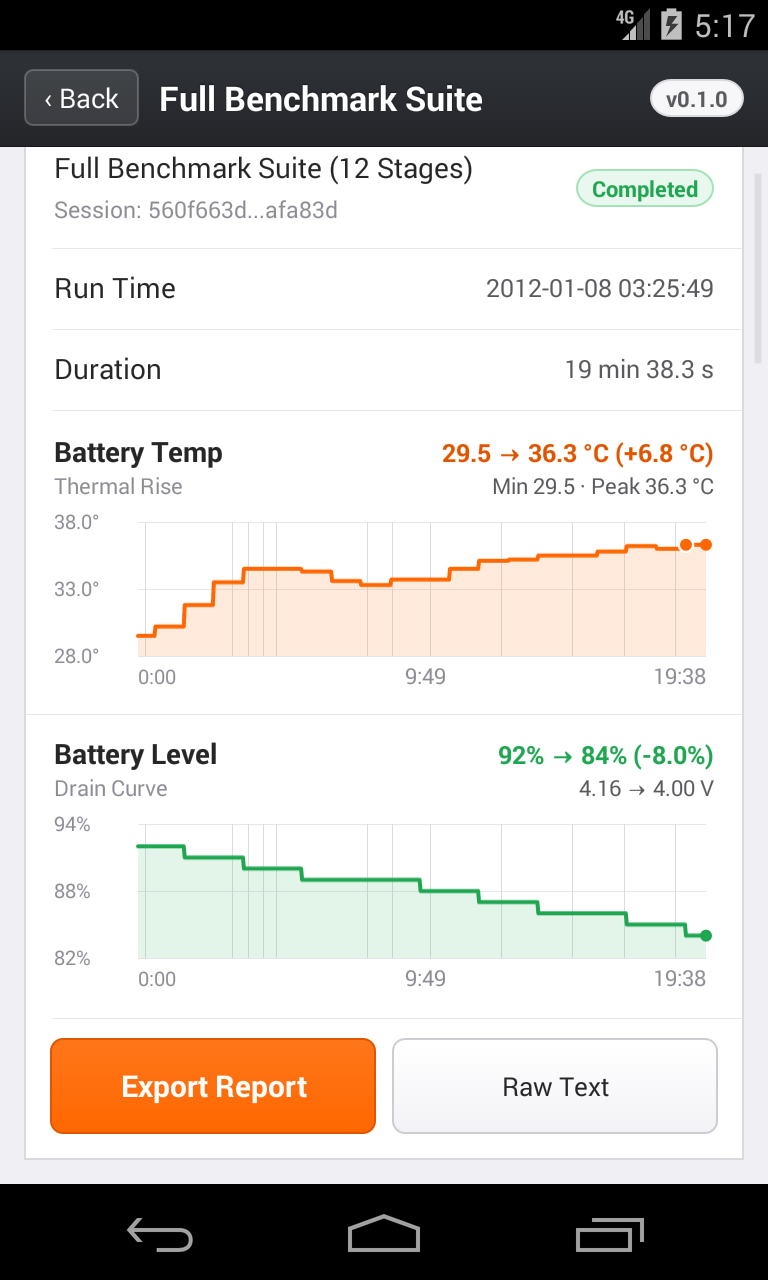 4G 5:17
‹ Back Full Benchmark Suite v0.1.0
Full Benchmark Suite (12 Stages)
Session: 560f663d...afa83d
Completed
Run Time 2012-01-08 03:25:49
Duration 19 min 38.3 s
Battery Temp 29.5 → 36.3 °C (+6.8 °C)
Thermal Rise Min 29.5 · Peak 36.3 °C
38.0°
33.0°
28.0°
0:00 9:49 19:38
Battery Level 92% → 84% (-8.0%)
Drain Curve 4.16 → 4.00 V
94%
88%
82%
0:00 9:49 19:38
Export Report Raw Text